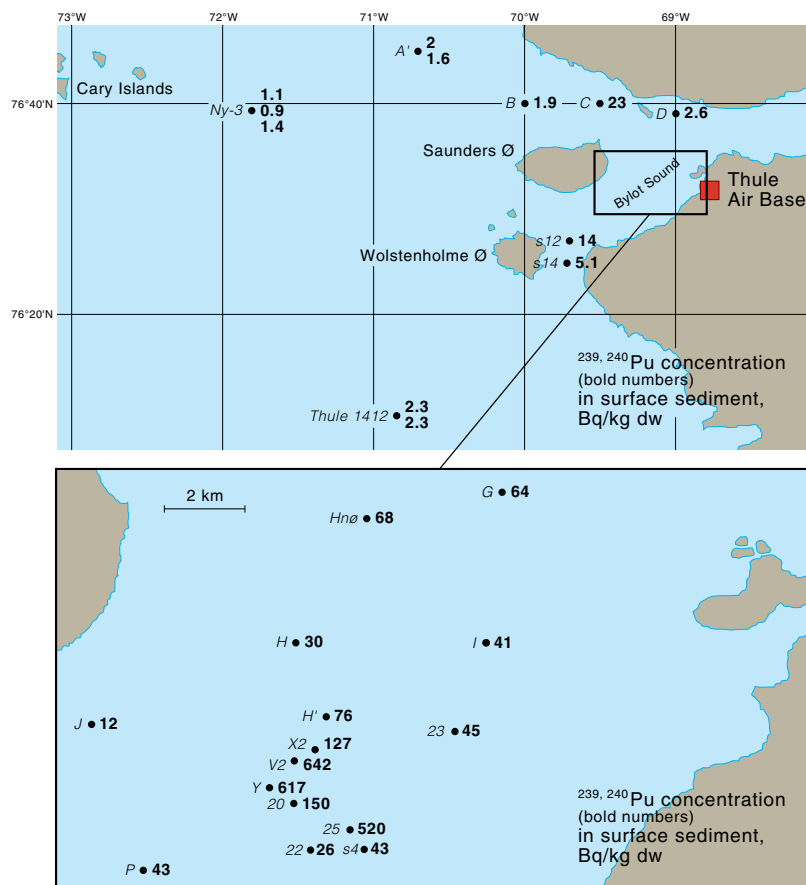 73°W 72°W 71°W 70°W 69°W
A' 2
1.6
Cary Islands
76°40'N
Ny-3 1.1
0.9
1.4
B 1.9 C 23
D 2.6
Saunders Ø
Bylot Sound
Thule
Air Base
s12 14
Wolstenholme Ø
s14 5.1
76°20'N
239, 240Pu concentration
(bold numbers)
in surface sediment,
Bq/kg dw
Thule 1412 2.3
2.3
2 km
G 64
Hnø 68
H 30
I 41
H' 76
J 12
23 45
X2 127
V2 642
Y 617
20 150
25 520
22 26 s4 43
P 43
239, 240Pu concentration
(bold numbers)
in surface sediment,
Bq/kg dw